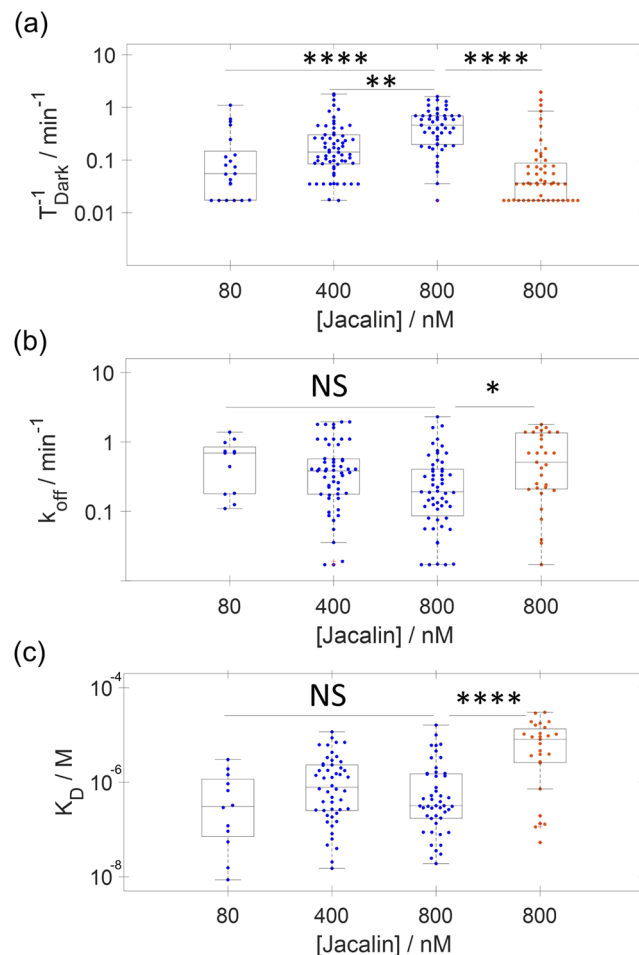 (a)
**** ****
**
10
1
0.1
0.01
T⁻¹Dark / min⁻¹
80 400 800 800
[Jacalin] / nM
(b)
NS *
10
1
0.1
koff / min⁻¹
80 400 800 800
[Jacalin] / nM
(c)
NS ****
10⁻⁴
10⁻⁶
10⁻⁸
KD / M
80 400 800 800
[Jacalin] / nM